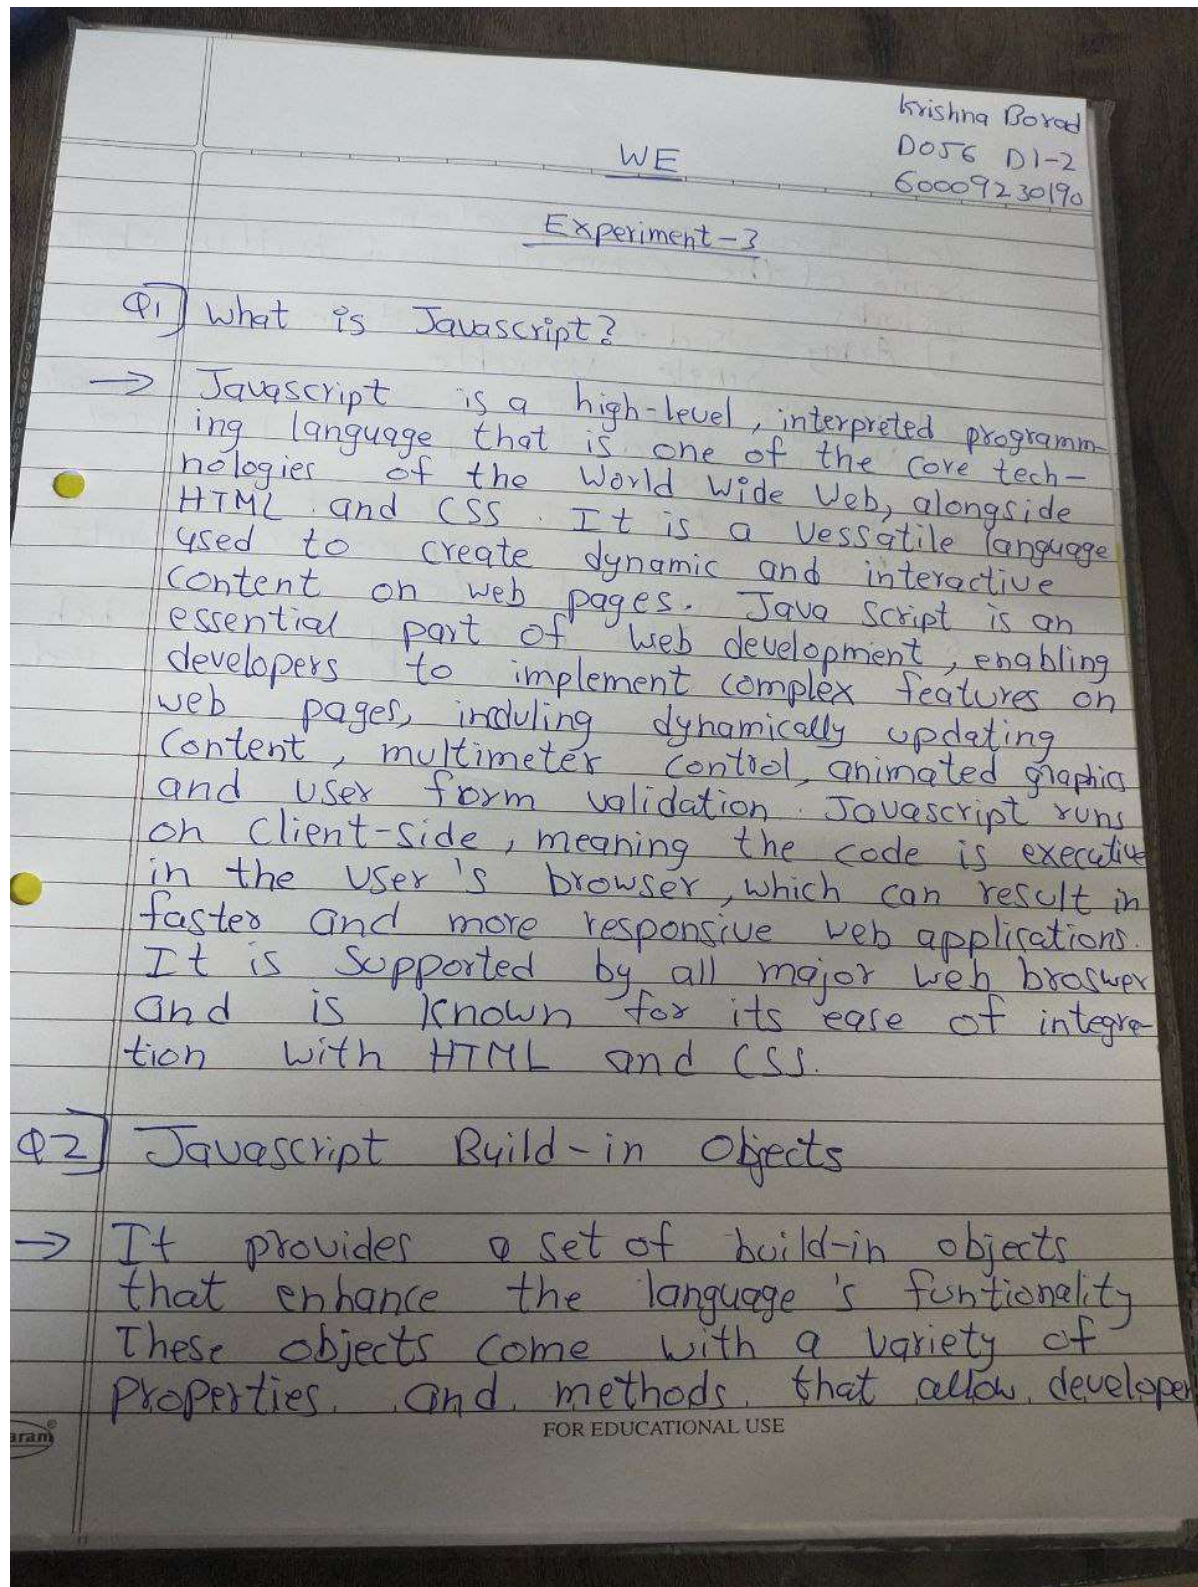 Krishna Borad
D056 D1-2
60009230190
WE
Experiment-3
Q1] What is Javascript?
→ Javascript is a high-level, interpreted programm-
ing language that is one of the core tech-
nologies of the World Wide Web, alongside
HTML and CSS. It is a vessatile language
used to create dynamic and interactive
content on web pages. Java script is an
essential part of web development, enabling
developers to implement complex features on
web pages, induling dynamically updating
content, multimeter control, animated graphics
and user form validation. Javascript runs
on client-side, meaning the code is executive
in the user's browser, which can result in
faster and more responsive web applications.
It is supported by all major web broswer
and is known for its ease of integra-
tion with HTML and CSS.
Q2] Javascript Build-in Objects
→ It provides a set of build-in objects
that enhance the language's funtionality
These objects come with a variety of
properties and methods that allow developer
aram®
FOR EDUCATIONAL USE